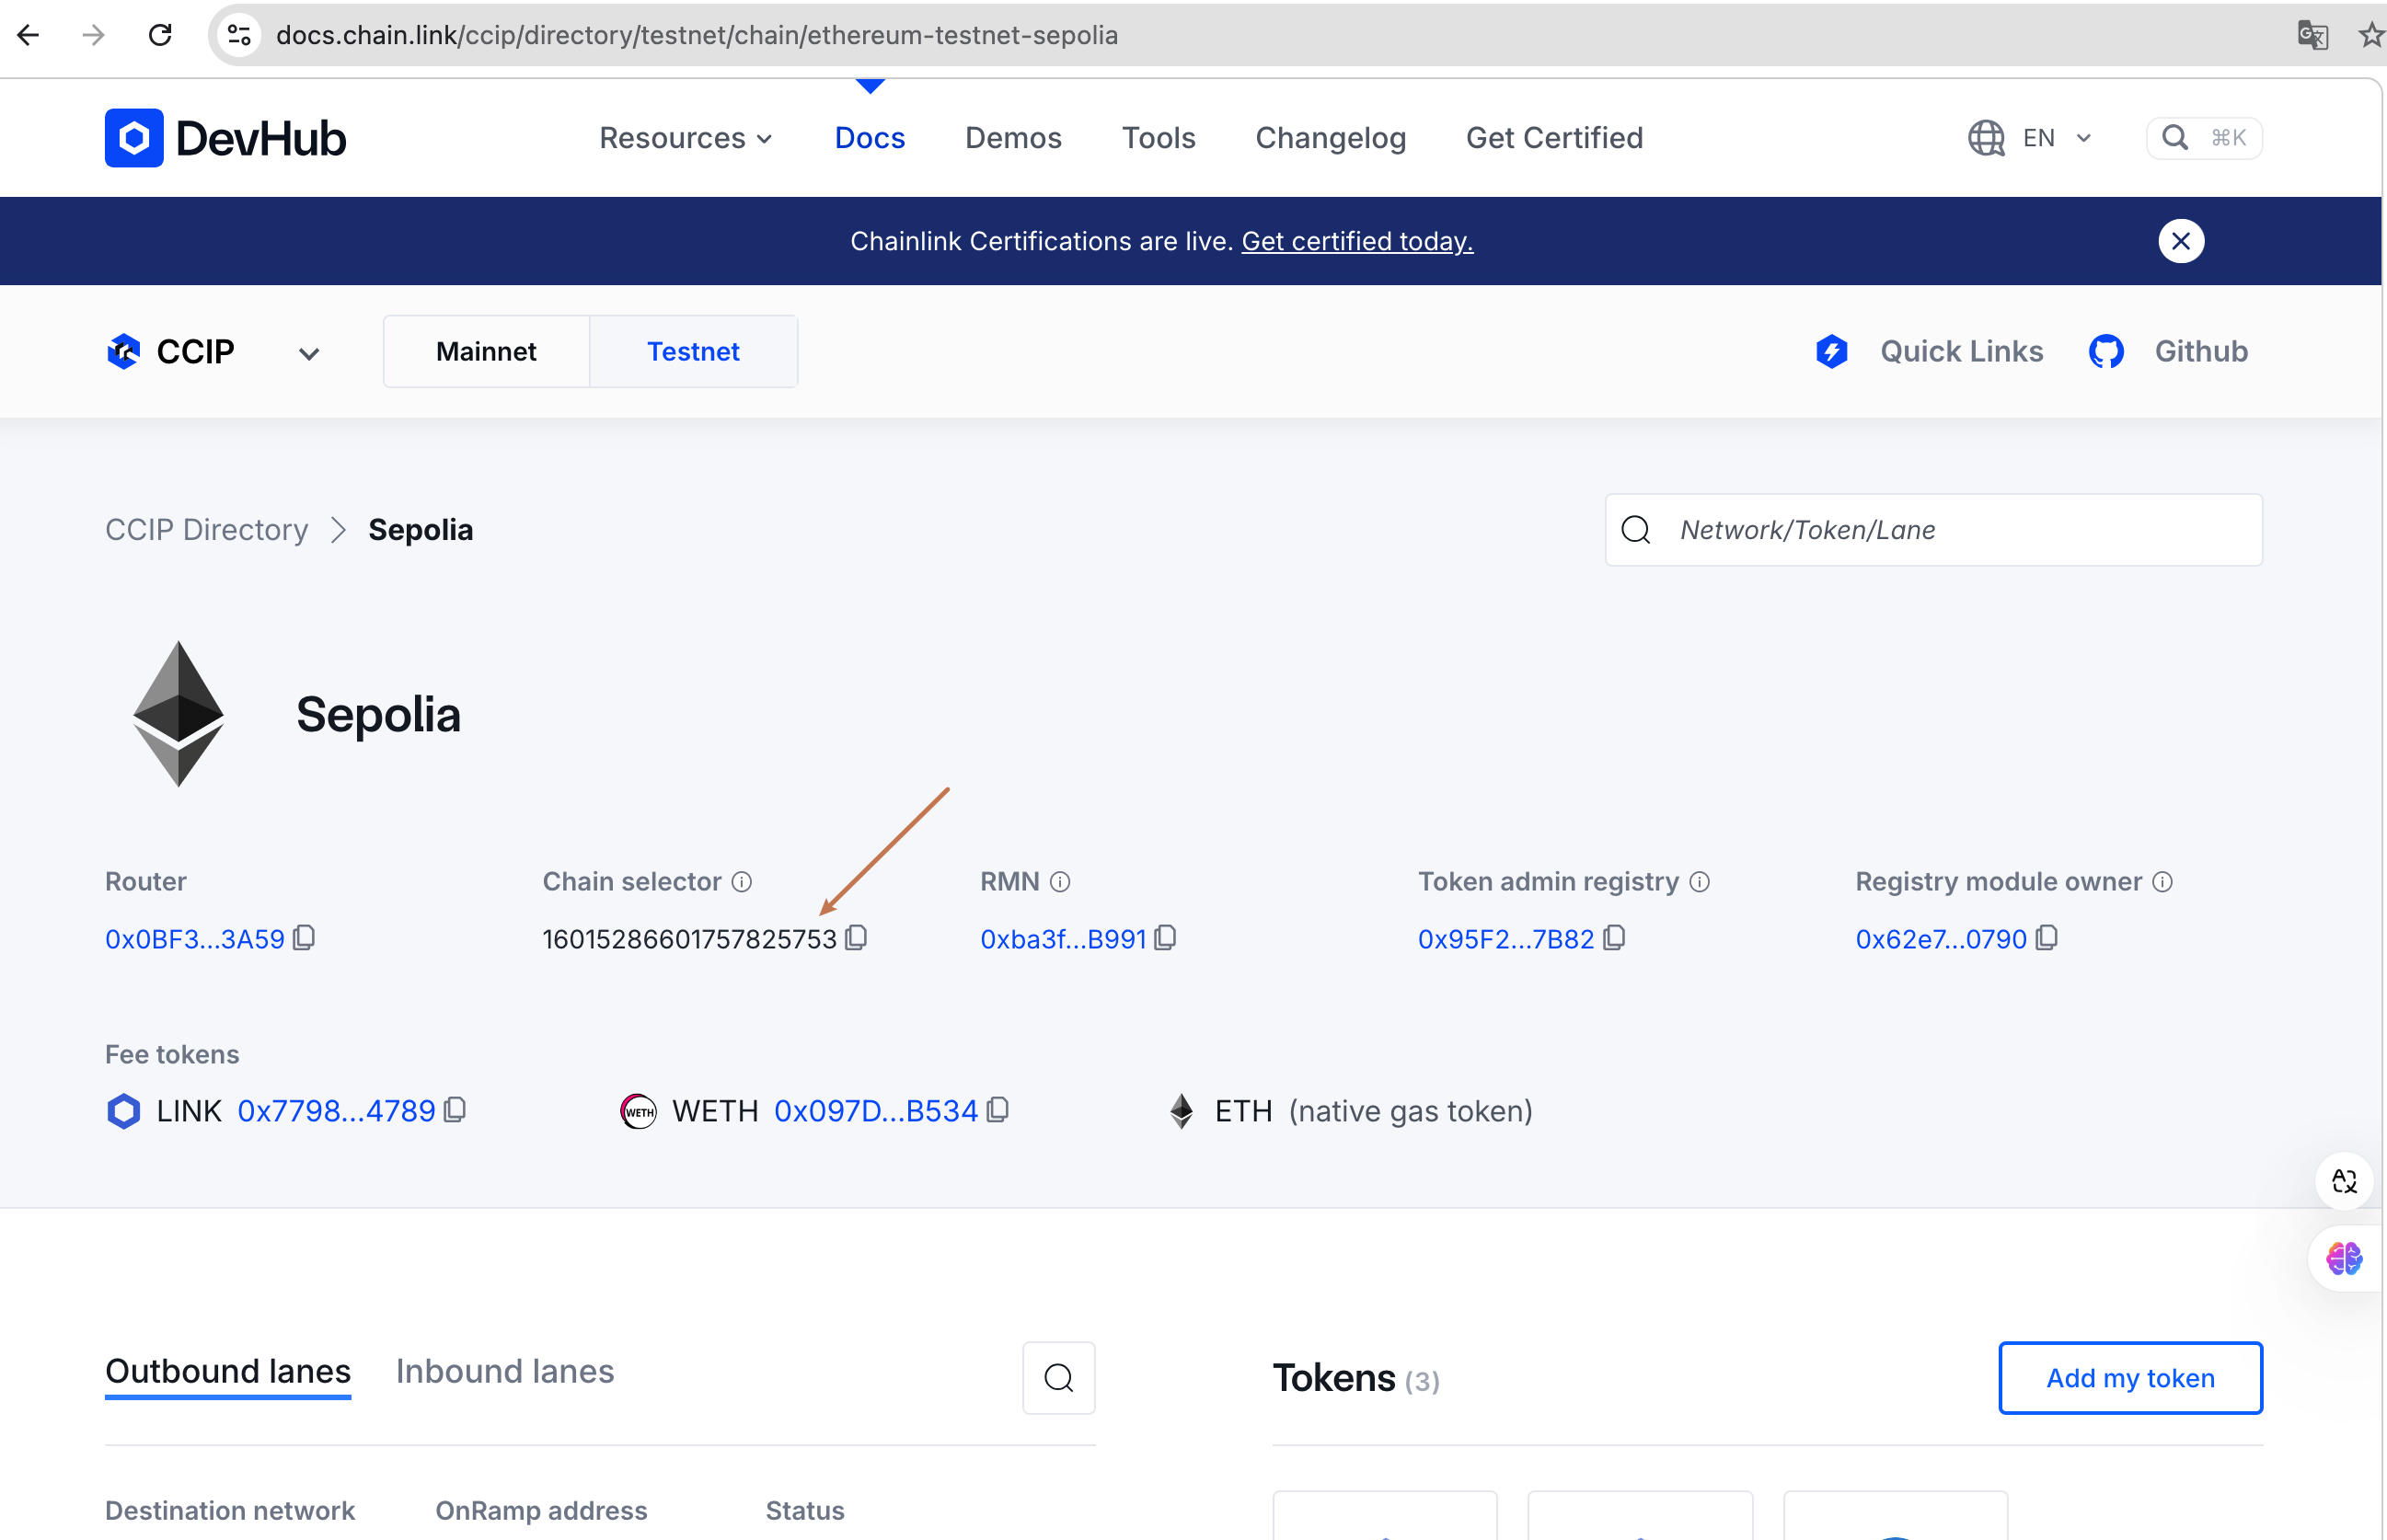 docs.chain.link/ccip/directory/testnet/chain/ethereum-testnet-sepolia
DevHub
Resources
Docs
Demos
Tools
Changelog
Get Certified
EN
⌘K
Chainlink Certifications are live. Get certified today.
CCIP
Mainnet
Testnet
Quick Links
Github
CCIP Directory
Sepolia
Network/Token/Lane
Sepolia
Router
Chain selector
RMN
Token admin registry
Registry module owner
0x0BF3...3A59
16015286601757825753
0xba3f...B991
0x95F2...7B82
0x62e7...0790
Fee tokens
LINK 0x7798...4789
WETH
WETH 0x097D...B534
ETH (native gas token)
Outbound lanes
Inbound lanes
Tokens (3)
Add my token
Destination network
OnRamp address
Status